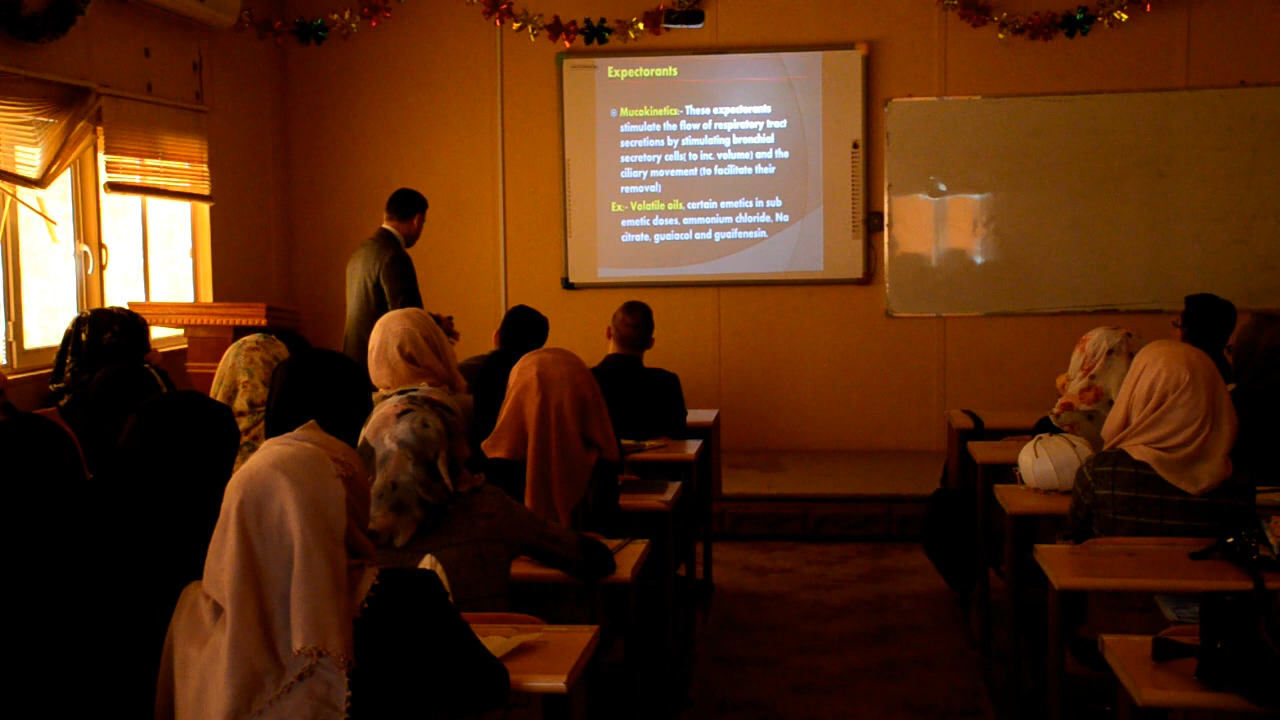 Expectorants
Mucokinetics:- These expectorants
stimulate the flow of respiratory tract
secretions by stimulating bronchial
secretory cells( to inc. volume) and the
ciliary movement (to facilitate their
removal)
Ex:- Volatile oils, certain emetics in sub
emetic doses, ammonium chloride, Na
citrate, guaiacol and guaifenesin.